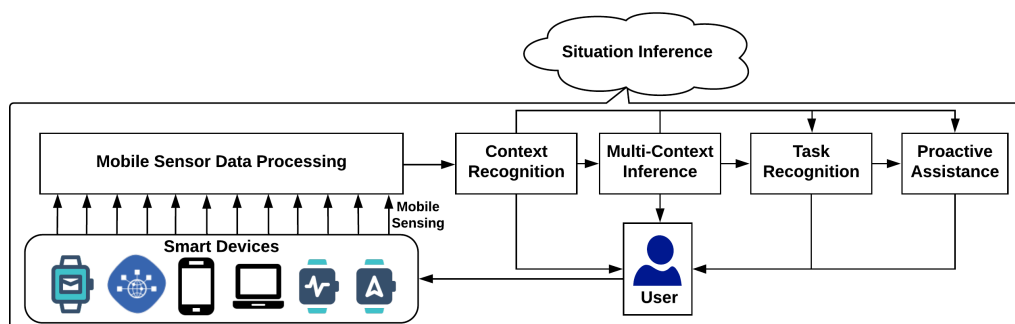 Situation Inference
Mobile Sensor Data Processing
Context
Recognition
Multi-Context
Inference
Task
Recognition
Proactive
Assistance
Mobile
Sensing
Smart Devices
User